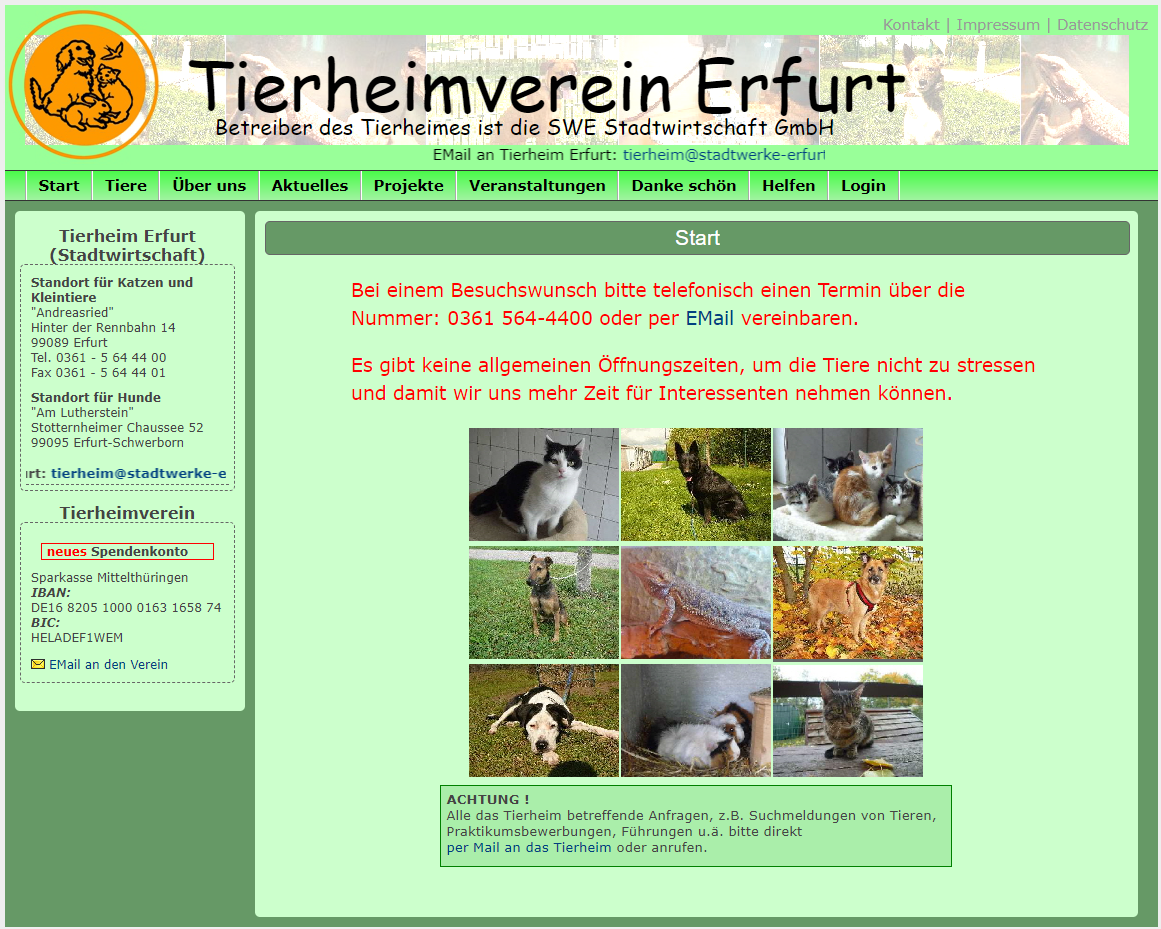 Kontakt | Impressum | Datenschutz
Tierheimverein Erfurt
Betreiber des Tierheimes ist die SWE Stadtwirtschaft GmbH
EMail an Tierheim Erfurt: tierheim@stadtwerke-erfurt
Start Tiere Über uns Aktuelles Projekte Veranstaltungen Danke schön Helfen Login
Tierheim Erfurt
(Stadtwirtschaft)
Standort für Katzen und
Kleintiere
"Andreasried"
Hinter der Rennbahn 14
99089 Erfurt
Tel. 0361 - 5 64 44 00
Fax 0361 - 5 64 44 01
Standort für Hunde
"Am Lutherstein"
Stotternheimer Chaussee 52
99095 Erfurt-Schwerborn
rt: tierheim@stadtwerke-e
Tierheimverein
neues Spendenkonto
Sparkasse Mittelthüringen
IBAN:
DE16 8205 1000 0163 1658 74
BIC:
HELADEF1WEM
EMail an den Verein
Start
Bei einem Besuchswunsch bitte telefonisch einen Termin über die
Nummer: 0361 564-4400 oder per EMail vereinbaren.
Es gibt keine allgemeinen Öffnungszeiten, um die Tiere nicht zu stressen
und damit wir uns mehr Zeit für Interessenten nehmen können.
ACHTUNG !
Alle das Tierheim betreffende Anfragen, z.B. Suchmeldungen von Tieren,
Praktikumsbewerbungen, Führungen u.ä. bitte direkt
per Mail an das Tierheim oder anrufen.